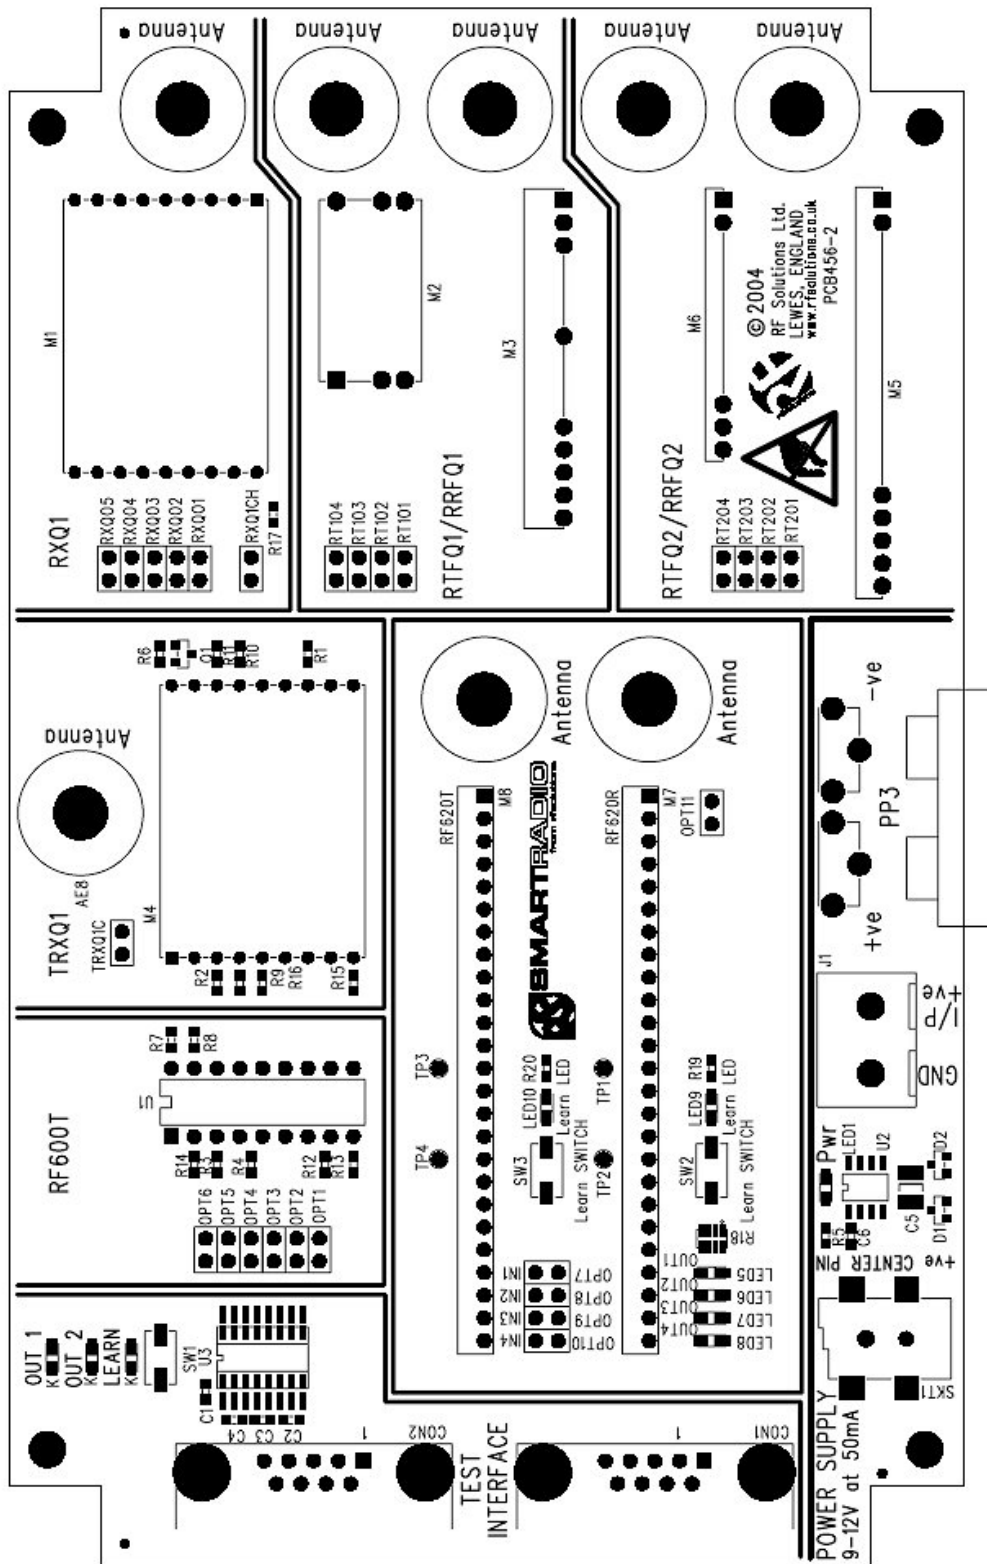 Antenna
Antenna
Antenna
Antenna
Antenna
M1
M2
M3
M6
M5
© 2004
RF Solutions Ltd.
LEWES, ENGLAND
www.rfsolutions.co.uk
PCB456-2
RXQ1
RXQ05
RXQ04
RXQ03
RXQ02
RXQ01
RXQ1CH
R17
RT104
RT103
RT102
RT101
RTFQ1/RRFQ1
RTFQ2/RRFQ2
RT204
RT203
RT202
RT201
R6
Q1
R11
R10
R1
Antenna
AE8
TRXQ1
TRXQ1C
M4
R2
R9
R16
R15
Antenna
Antenna
RF620T
M8
SMARTRADIO
from rfsolutions
RF620R
M7
OPT11
-ve
PP3
+ve
J1
I/P +ve
GND
R7
R8
U1
RF600T
R14
R3
R4
R12
R13
OPT6
OPT5
OPT4
OPT3
OPT2
OPT1
TP3
TP4
R20
LED10
Learn LED
SW3
Learn SWITCH
TP1
TP2
R19
LED9
Learn LED
SW2
Learn SWITCH
R18
IN1
IN2
IN3
IN4
OPT7
OPT8
OPT9
OPT10
OUT1
OUT2
OUT3
OUT4
LED5
LED6
LED7
LED8
Pwr
LED1
U2
R5
C6
C5
D2
D1
+ve CENTER PIN
SKT1
POWER SUPPLY
9-12V at 50mA
OUT 1
OUT 2
LEARN
K
K
K
SW1
U3
C1
C4
C3
C2
1
CON2
TEST
INTERFACE
1
CON1